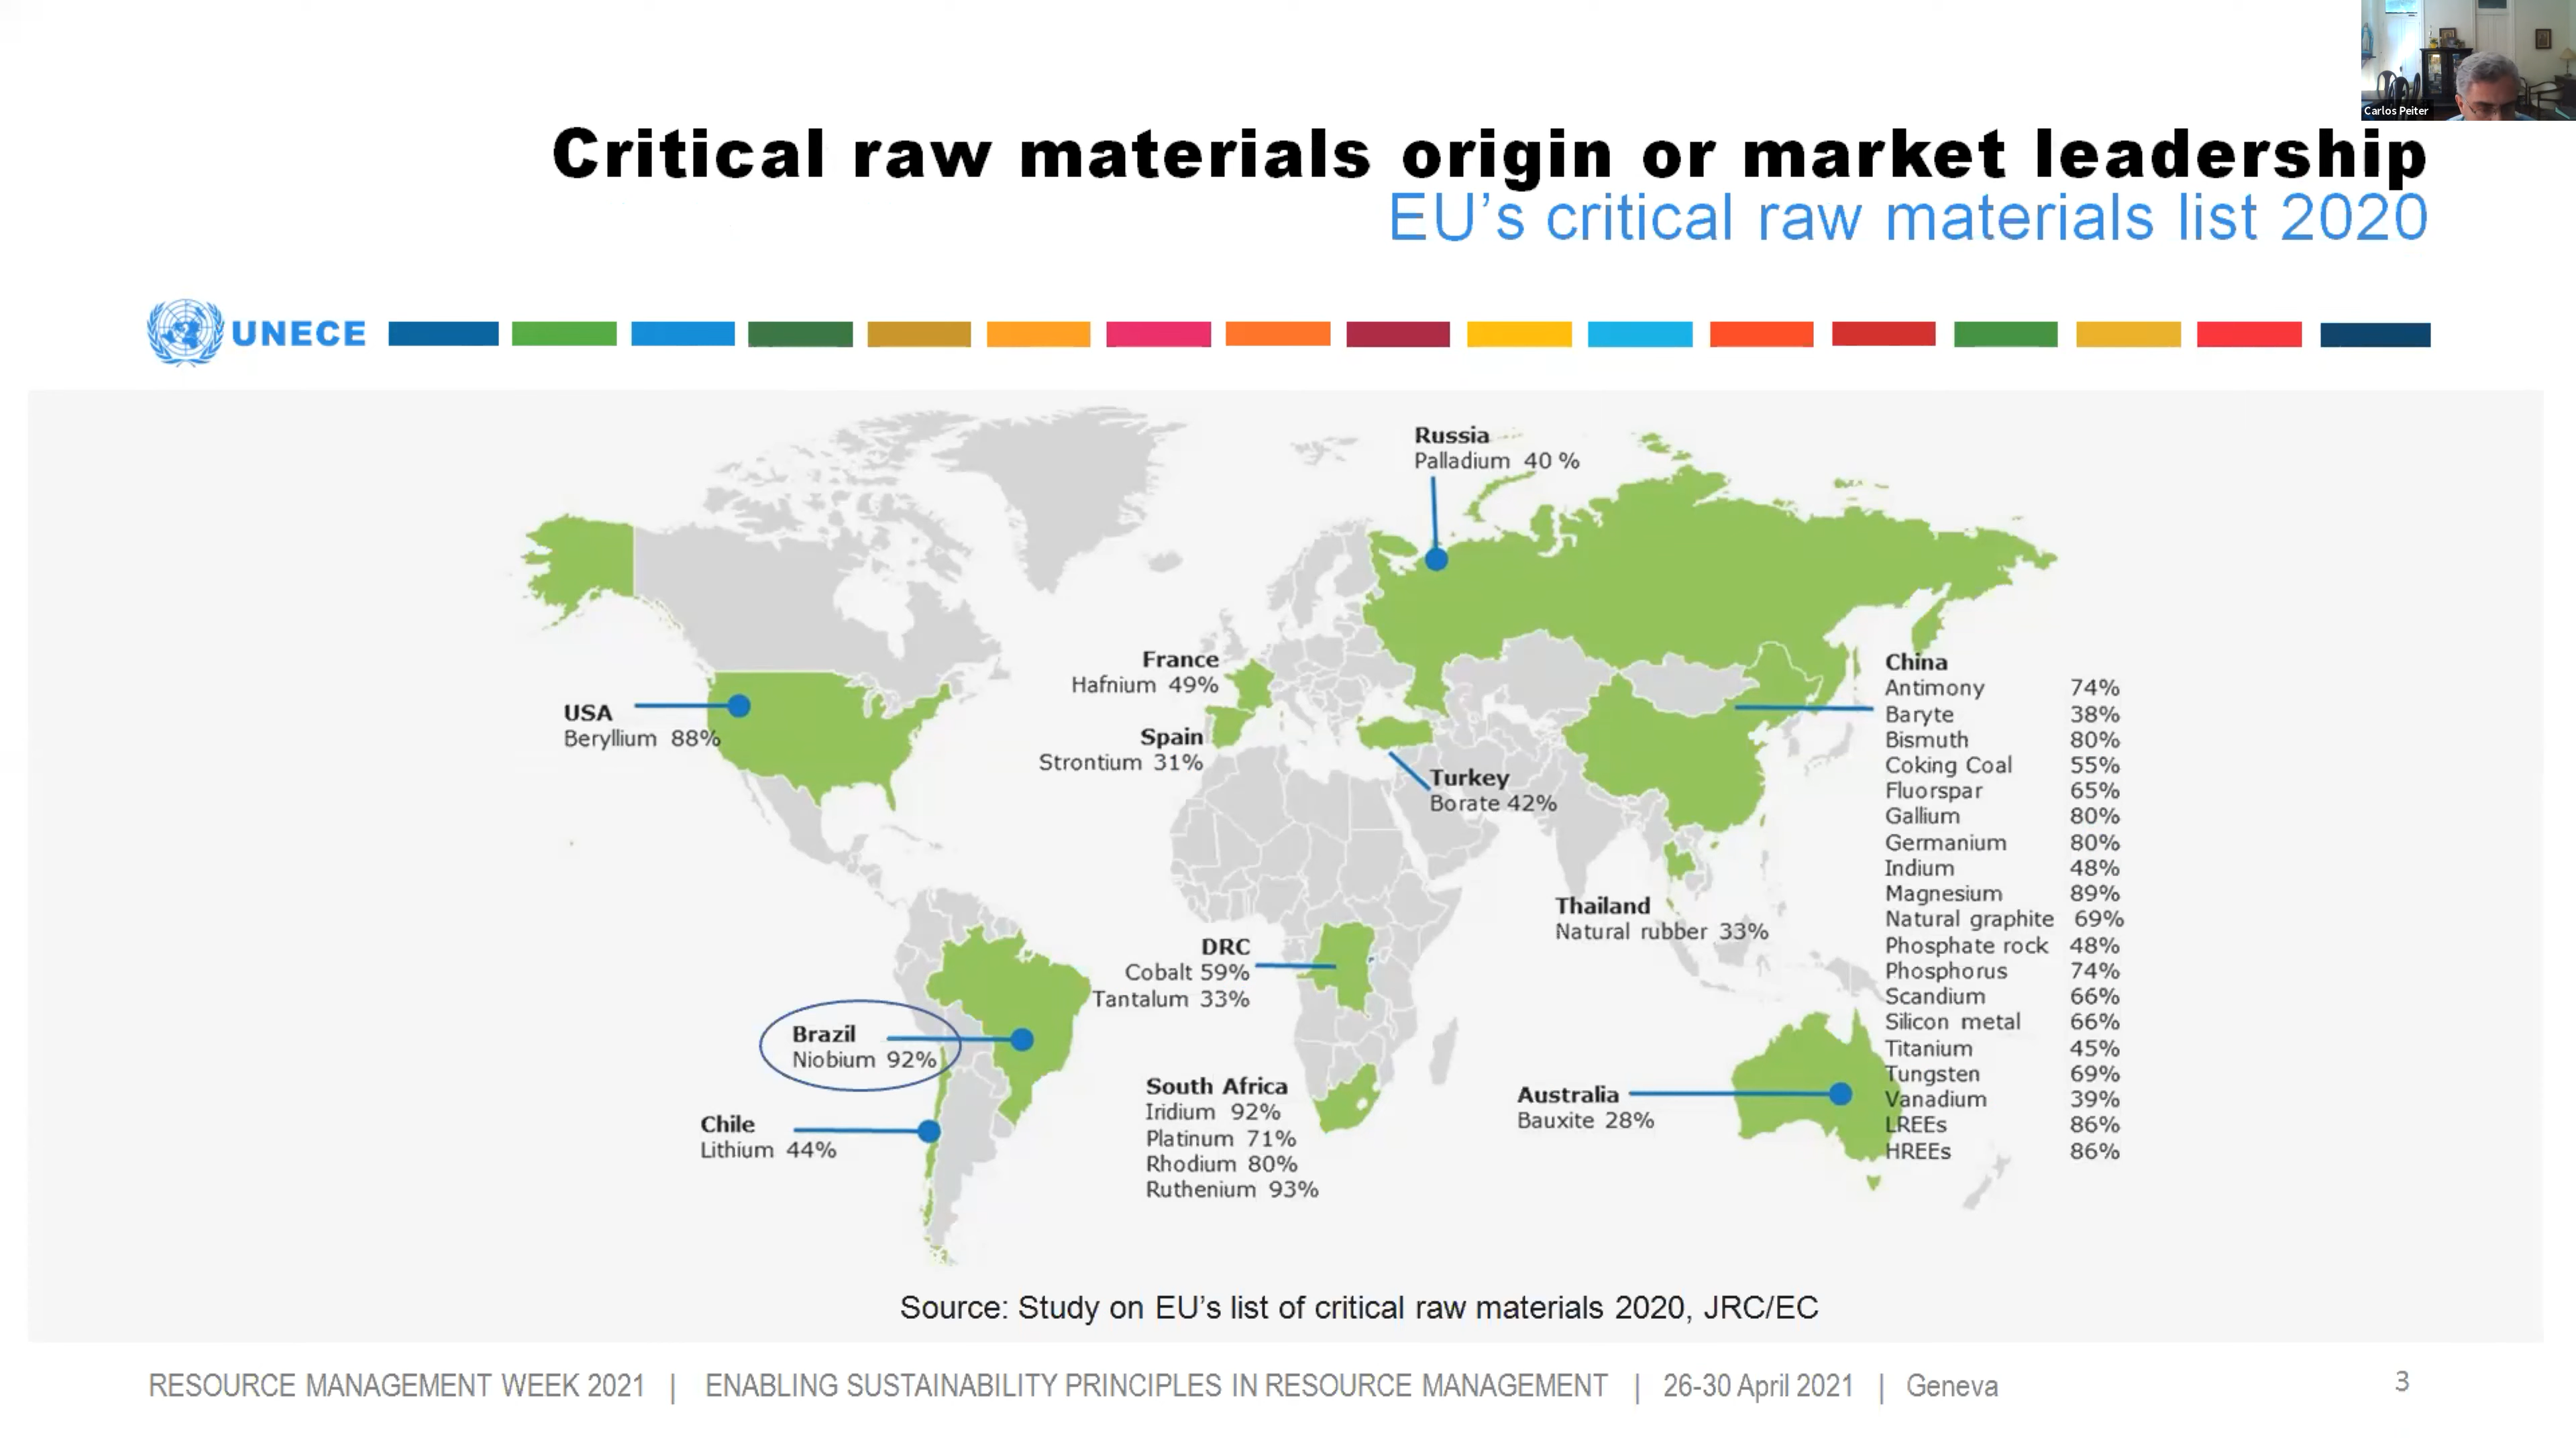 Carlos Peiter
Critical raw materials origin or market leadership
EU's critical raw materials list 2020
UNECE
Russia
Palladium 40 %
France
Hafnium 49%
Spain
Strontium 31%
USA
Beryllium 88%
Turkey
Borate 42%
China
Antimony 74%
Baryte 38%
Bismuth 80%
Coking Coal 55%
Fluorspar 65%
Gallium 80%
Germanium 80%
Indium 48%
Magnesium 89%
Natural graphite 69%
Phosphate rock 48%
Phosphorus 74%
Scandium 66%
Silicon metal 66%
Titanium 45%
Tungsten 69%
Vanadium 39%
LREEs 86%
HREEs 86%
Thailand
Natural rubber 33%
DRC
Cobalt 59%
Tantalum 33%
Brazil
Niobium 92%
Chile
Lithium 44%
South Africa
Iridium 92%
Platinum 71%
Rhodium 80%
Ruthenium 93%
Australia
Bauxite 28%
Source: Study on EU's list of critical raw materials 2020, JRC/EC
RESOURCE MANAGEMENT WEEK 2021 | ENABLING SUSTAINABILITY PRINCIPLES IN RESOURCE MANAGEMENT | 26-30 April 2021 | Geneva
3